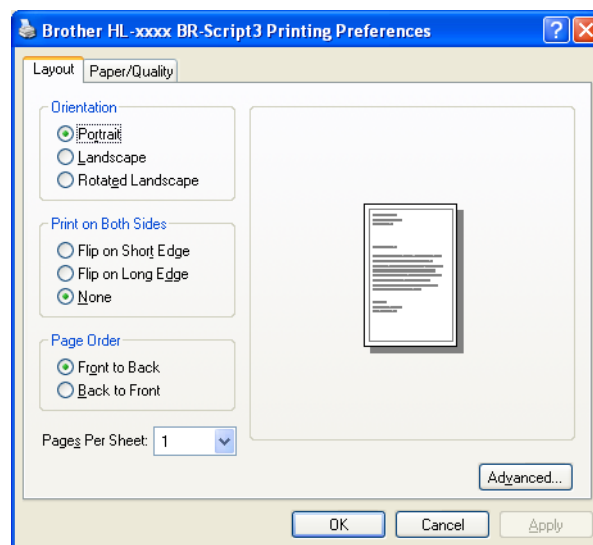 Brother HL-xxxx BR-Script3 Printing Preferences
Layout
Paper/Quality
Orientation
Portrait
Landscape
Rotated Landscape
Print on Both Sides
Flip on Short Edge
Flip on Long Edge
None
Page Order
Front to Back
Back to Front
Pages Per Sheet: 1
Advanced...
OK
Cancel
Apply